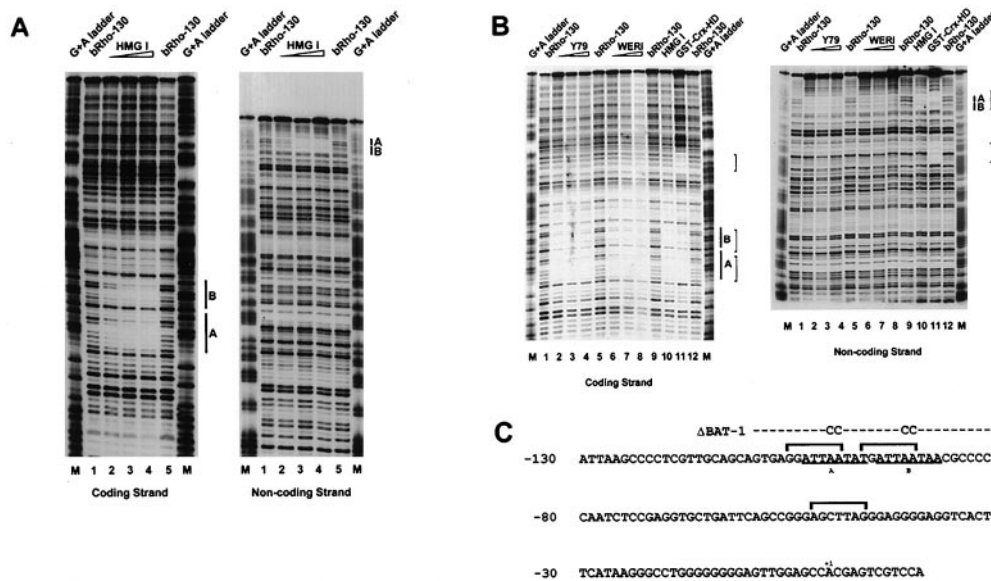 A
G+A ladder
bRho-130
HMG I
bRho-130
G+A ladder
G+A ladder
bRho-130
HMG I
bRho-130
G+A ladder
A
B
B
A
M 1 2 3 4 5 M
M 1 2 3 4 5 M
Coding Strand
Non-coding Strand
B
G+A ladder
bRho-130
Y79
bRho-130
WERI
bRho-130
HMG I
GST-Crx-HD
bRho-130
G+A ladder
B
A
M 1 2 3 4 5 6 7 8 9 10 11 12 M
Coding Strand
G+A ladder
bRho-130
Y79
bRho-130
WERI
bRho-130
HMG I
GST-Crx-HD
bRho-130
G+A ladder
A
B
M 1 2 3 4 5 6 7 8 9 10 11 12 M
Non-coding Strand
C
ΔBAT-1 ---------CC-------CC---------
-130 ATTAAGCCCCTCGTTGCAGCAGTGAGGATTAATATGATTAATAACGCCCC
A B
-80 CAATCTCCGAGGTGCTGATTCAGCCGGGAGCTTAGGGAGGGGAGGTCACT
+1
-30 TCATAAGGGCCTGGGGGGGGAGTTGGAGCCACGAGTCGTCCA